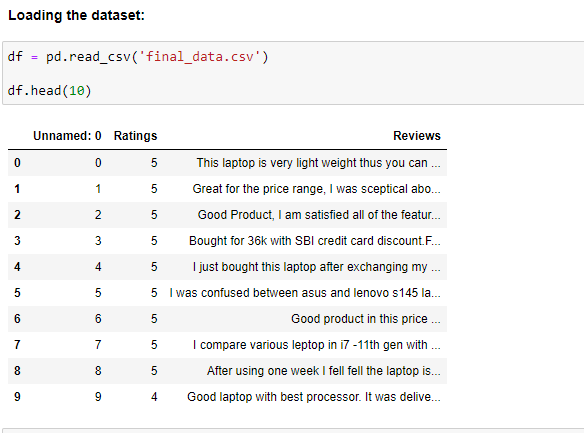 Loading the dataset:
df = pd.read_csv('final_data.csv')
df.head(10)
Unnamed: 0 Ratings Reviews
0 0 5 This laptop is very light weight thus you can ...
1 1 5 Great for the price range, I was sceptical abo...
2 2 5 Good Product, I am satisfied all of the featur...
3 3 5 Bought for 36k with SBI credit card discount.F...
4 4 5 I just bought this laptop after exchanging my ...
5 5 5 I was confused between asus and lenovo s145 la...
6 6 5 Good product in this price ...
7 7 5 I compare various leptop in i7 -11th gen with ...
8 8 5 After using one week I fell fell the laptop is...
9 9 4 Good laptop with best processor. It was delive...